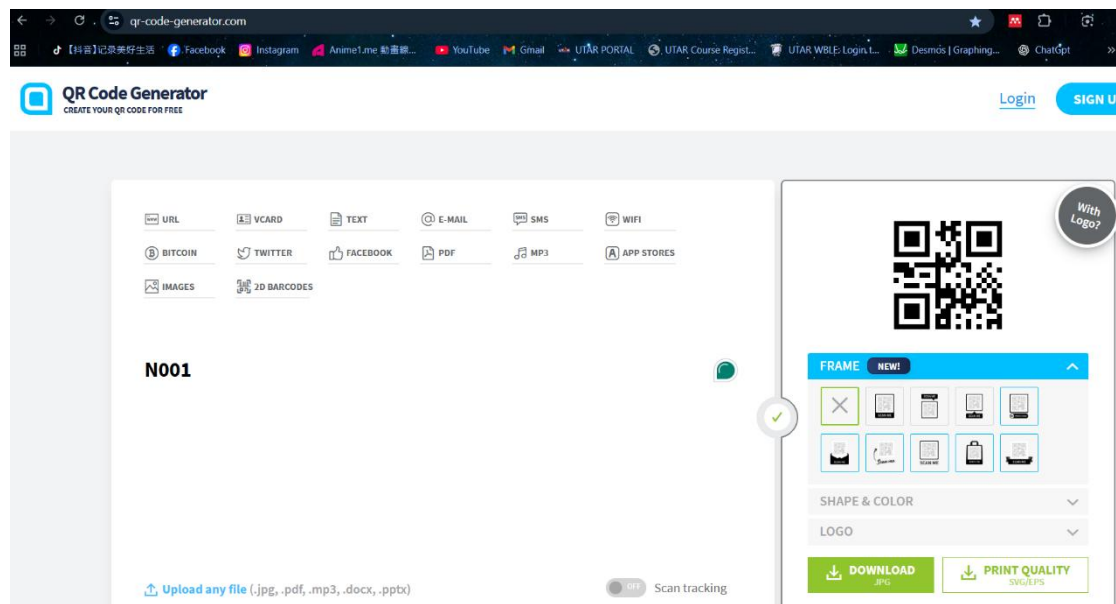 qr-code-generator.com
【抖音】记录美好生活 Facebook Instagram Anime1.me 動畫線... YouTube Gmail UTAR PORTAL UTAR Course Regist... UTAR WBLE: Login t... Desmos | Graphing... ChatGpt »
QR Code Generator
CREATE YOUR QR CODE FOR FREE
Login
SIGN U
With Logo?
URL VCARD TEXT E-MAIL SMS WIFI
BITCOIN TWITTER FACEBOOK PDF MP3 APP STORES
IMAGES 2D BARCODES
N001
FRAME NEW!
SHAPE & COLOR
LOGO
Upload any file (.jpg, .pdf, .mp3, .docx, .pptx)
OFF Scan tracking
DOWNLOAD
JPG
PRINT QUALITY
SVG/EPS